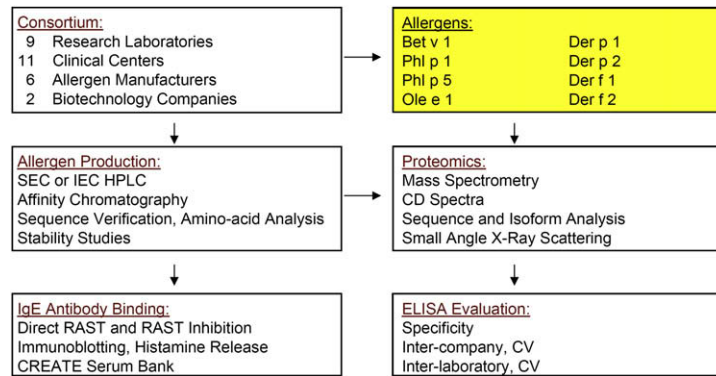 Consortium:
9 Research Laboratories
11 Clinical Centers
6 Allergen Manufacturers
2 Biotechnology Companies
Allergens:
Bet v 1 Der p 1
Phl p 1 Der p 2
Phl p 5 Der f 1
Ole e 1 Der f 2
Allergen Production:
SEC or IEC HPLC
Affinity Chromatography
Sequence Verification, Amino-acid Analysis
Stability Studies
Proteomics:
Mass Spectrometry
CD Spectra
Sequence and Isoform Analysis
Small Angle X-Ray Scattering
IgE Antibody Binding:
Direct RAST and RAST Inhibition
Immunoblotting, Histamine Release
CREATE Serum Bank
ELISA Evaluation:
Specificity
Inter-company, CV
Inter-laboratory, CV